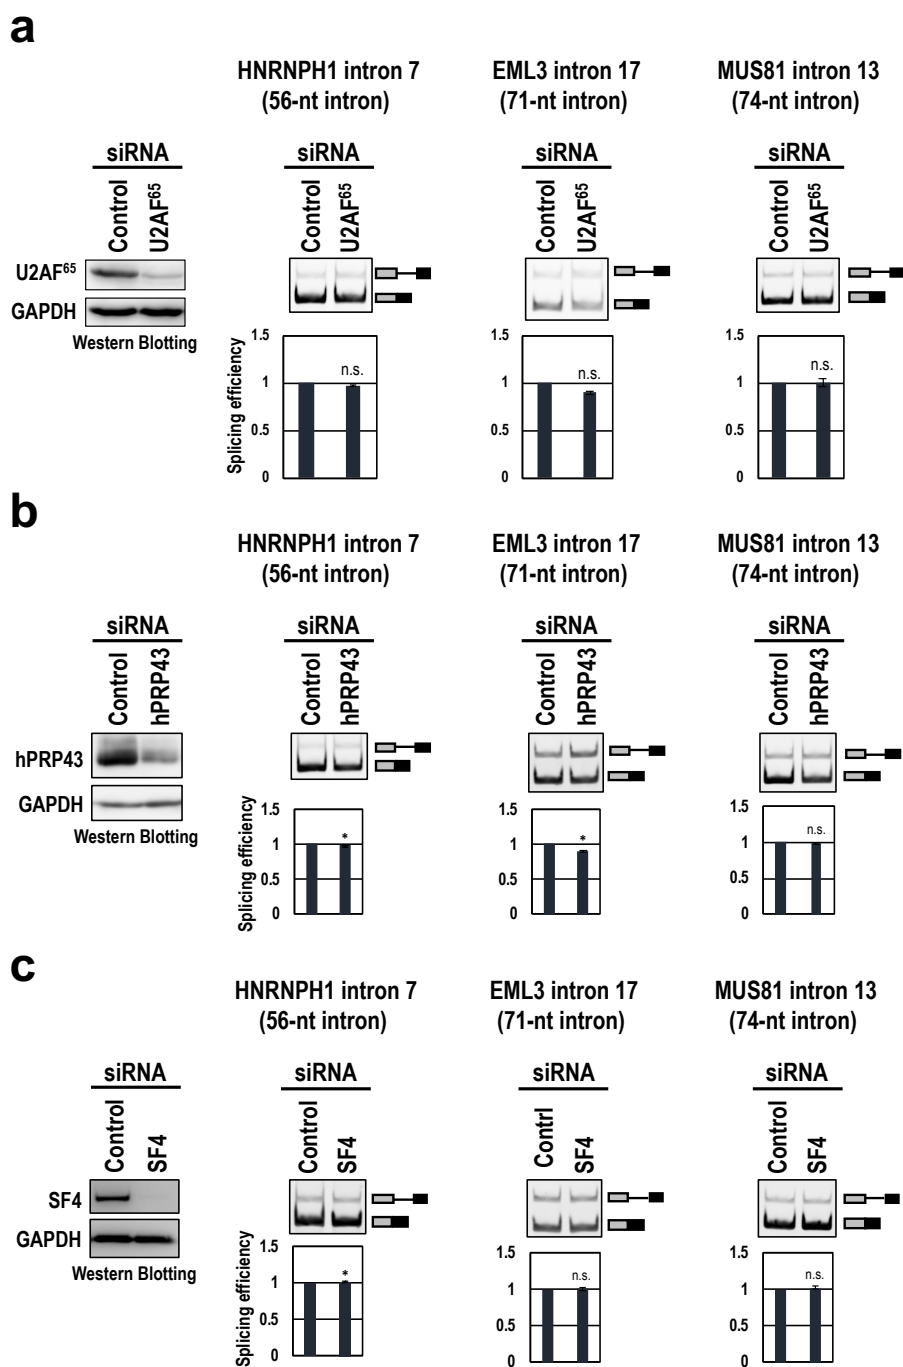 a
HNRNPH1 intron 7
(56-nt intron)
EML3 intron 17
(71-nt intron)
MUS81 intron 13
(74-nt intron)
siRNA
siRNA
siRNA
siRNA
Control
U2AF⁶⁵
Control
U2AF⁶⁵
Control
U2AF⁶⁵
Control
U2AF⁶⁵
U2AF⁶⁵
GAPDH
Western Blotting
Splicing efficiency
1.5
1
0.5
0
n.s.
1.5
1
0.5
0
n.s.
1.5
1
0.5
0
n.s.
b
HNRNPH1 intron 7
(56-nt intron)
EML3 intron 17
(71-nt intron)
MUS81 intron 13
(74-nt intron)
siRNA
siRNA
siRNA
siRNA
Control
hPRP43
Control
hPRP43
Control
hPRP43
Control
hPRP43
hPRP43
GAPDH
Western Blotting
Splicing efficiency
1.5
1
0.5
0
*
1.5
1
0.5
0
*
1.5
1
0.5
0
n.s.
c
HNRNPH1 intron 7
(56-nt intron)
EML3 intron 17
(71-nt intron)
MUS81 intron 13
(74-nt intron)
siRNA
siRNA
siRNA
siRNA
Control
SF4
Control
SF4
Contrl
SF4
Control
SF4
SF4
GAPDH
Western Blotting
Splicing efficiency
1.5
1
0.5
0
*
1.5
1
0.5
0
n.s.
1.5
1
0.5
0
n.s.